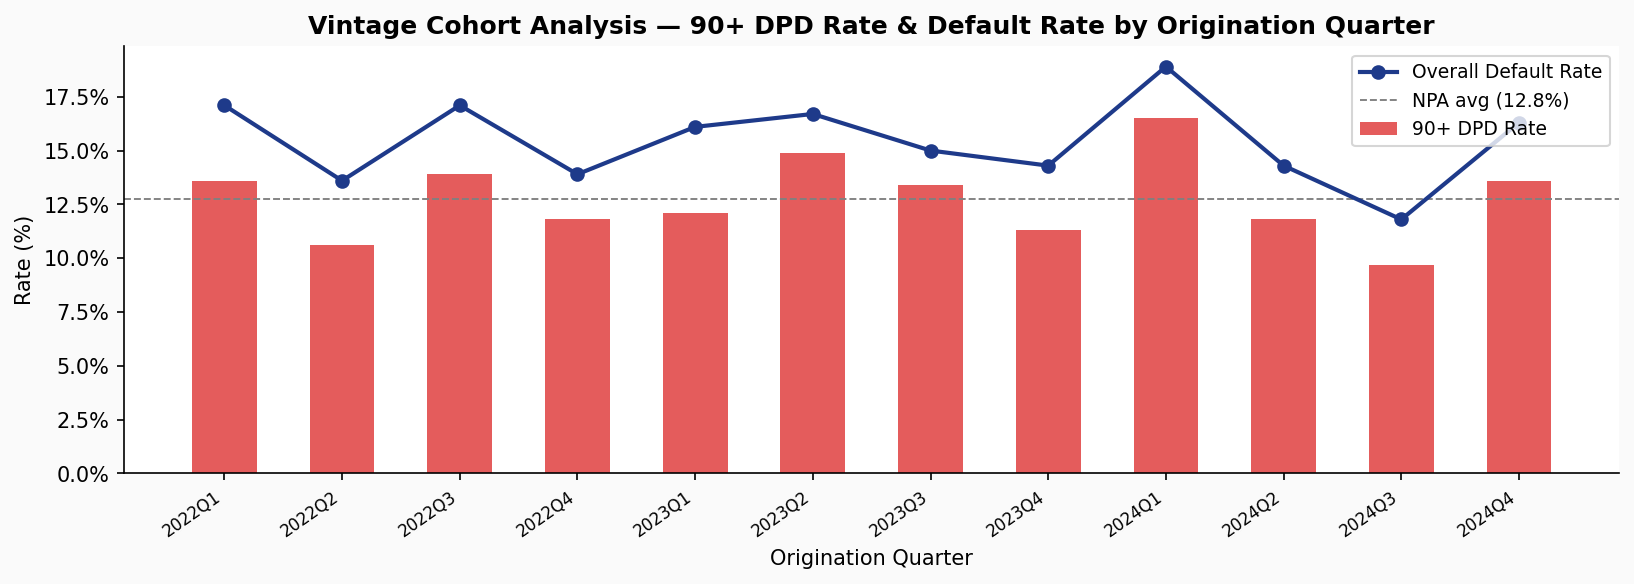 Vintage Cohort Analysis — 90+ DPD Rate & Default Rate by Origination Quarter
Overall Default Rate
NPA avg (12.8%)
90+ DPD Rate
Rate (%)
17.5%
15.0%
12.5%
10.0%
7.5%
5.0%
2.5%
0.0%
2022Q1
2022Q2
2022Q3
2022Q4
2023Q1
2023Q2
2023Q3
2023Q4
2024Q1
2024Q2
2024Q3
2024Q4
Origination Quarter